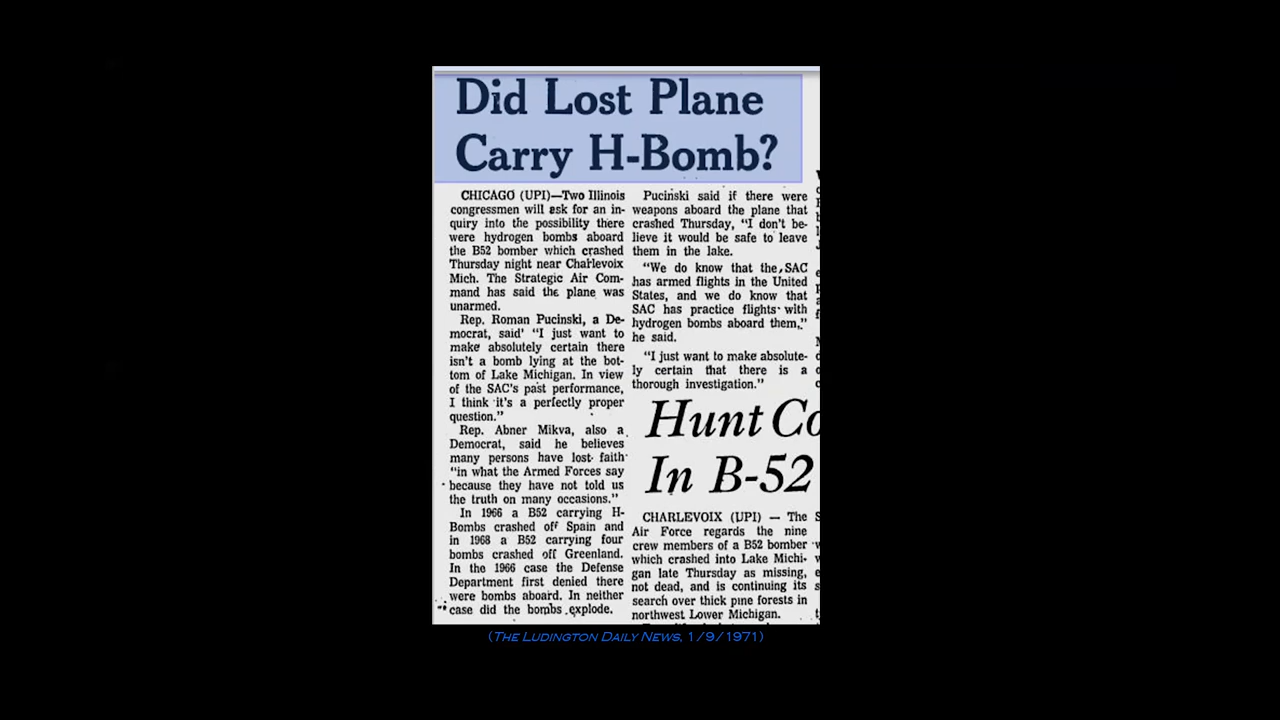 Did Lost Plane
Carry H-Bomb?
CHICAGO (UPI)—Two Illinois
congressmen will ask for an in-
quiry into the possibility there
were hydrogen bombs aboard
the B52 bomber which crashed
Thursday night near Charlevoix
Mich. The Strategic Air Com-
mand has said the plane was
unarmed.
Rep. Roman Pucinski, a De-
mocrat, said' "I just want to
make absolutely certain there
isn't a bomb lying at the bot-
tom of Lake Michigan. In view
of the SAC's past performance,
I think it's a perfectly proper
question."
Rep. Abner Mikva, also a
Democrat, said he believes
many persons have lost faith
"in what the Armed Forces say
because they have not told us
the truth on many occasions."
In 1966 a B52 carrying H-
Bombs crashed off Spain and
in 1968 a B52 carrying four
bombs crashed off Greenland.
In the 1966 case the Defense
Department first denied there
were bombs aboard. In neither
case did the bombs explode.
Pucinski said if there were
weapons aboard the plane that
crashed Thursday, "I don't be-
lieve it would be safe to leave
them in the lake.
"We do know that the SAC
has armed flights in the United
States, and we do know that
SAC has practice flights with
hydrogen bombs aboard them,"
he said.
"I just want to make absolute-
ly certain that there is a
thorough investigation."
Hunt Co
In B-52
CHARLEVOIX (UPI) — The
Air Force regards the nine
crew members of a B52 bomber
which crashed into Lake Michi-
gan late Thursday as missing,
not dead, and is continuing its
search over thick pine forests in
northwest Lower Michigan.
(The Ludington Daily News, 1/9/1971)